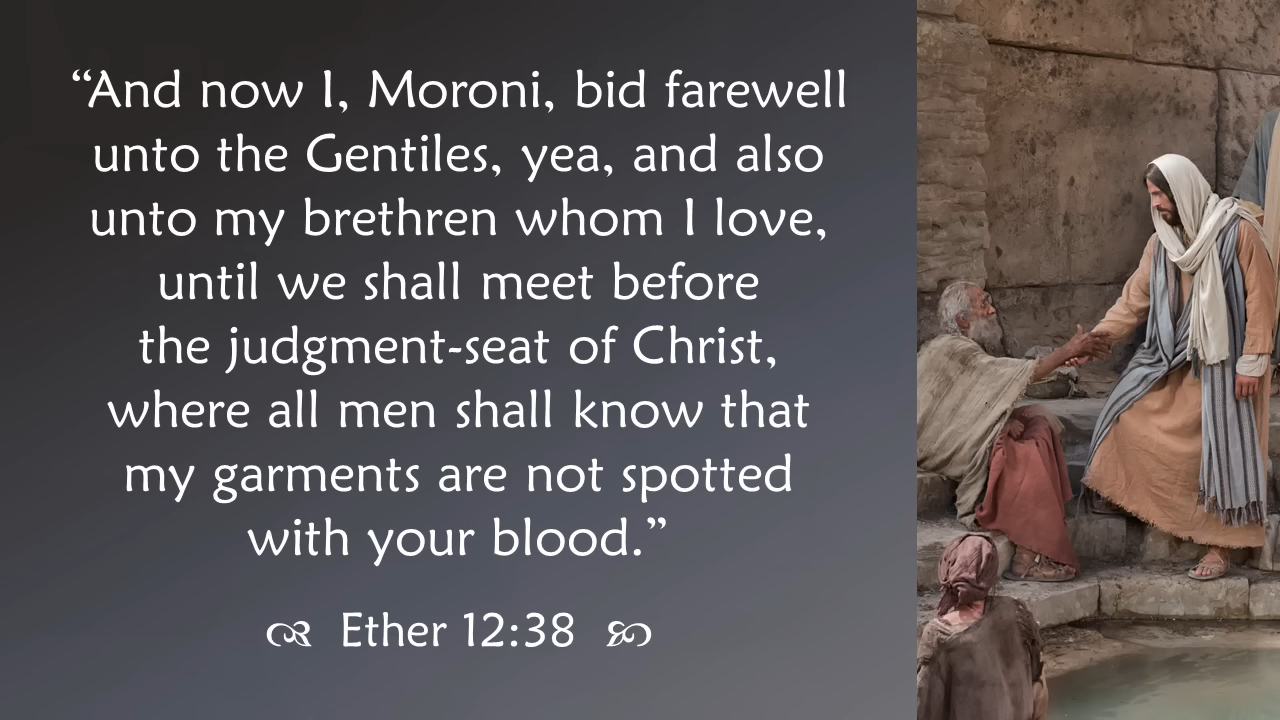 “And now I, Moroni, bid farewell
unto the Gentiles, yea, and also
unto my brethren whom I love,
until we shall meet before
the judgment-seat of Christ,
where all men shall know that
my garments are not spotted
with your blood.”
Ether 12:38